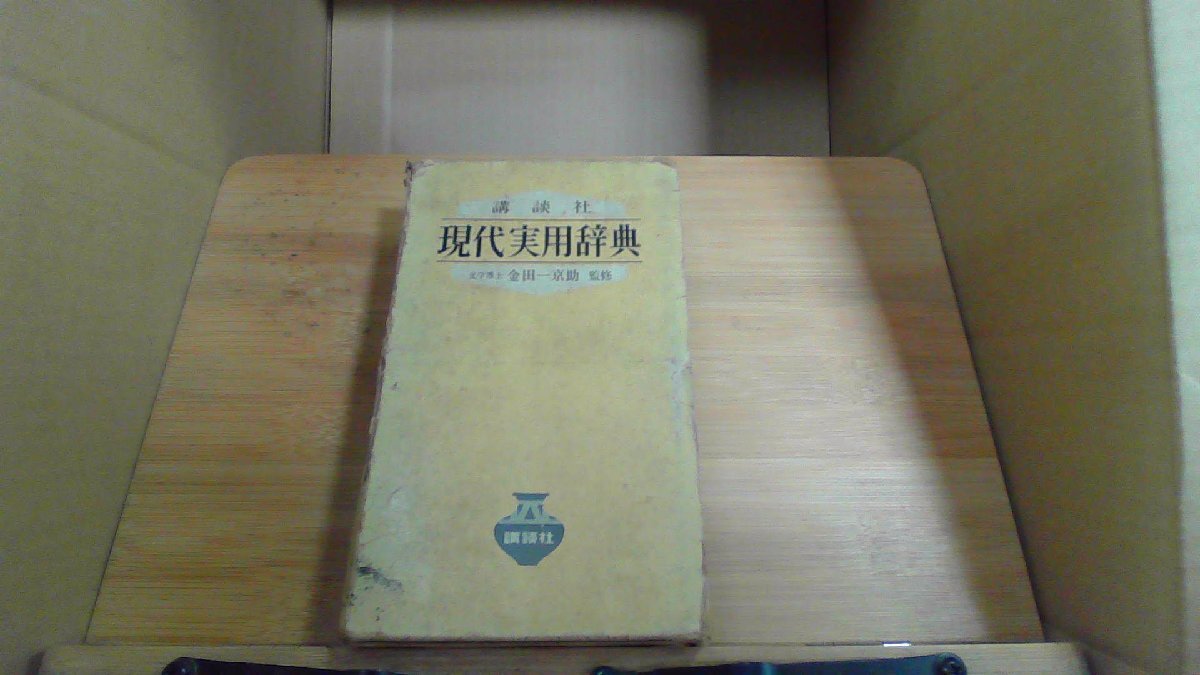 講談社
現代実用辞典
文学博士 金田一京助 監修
講談社